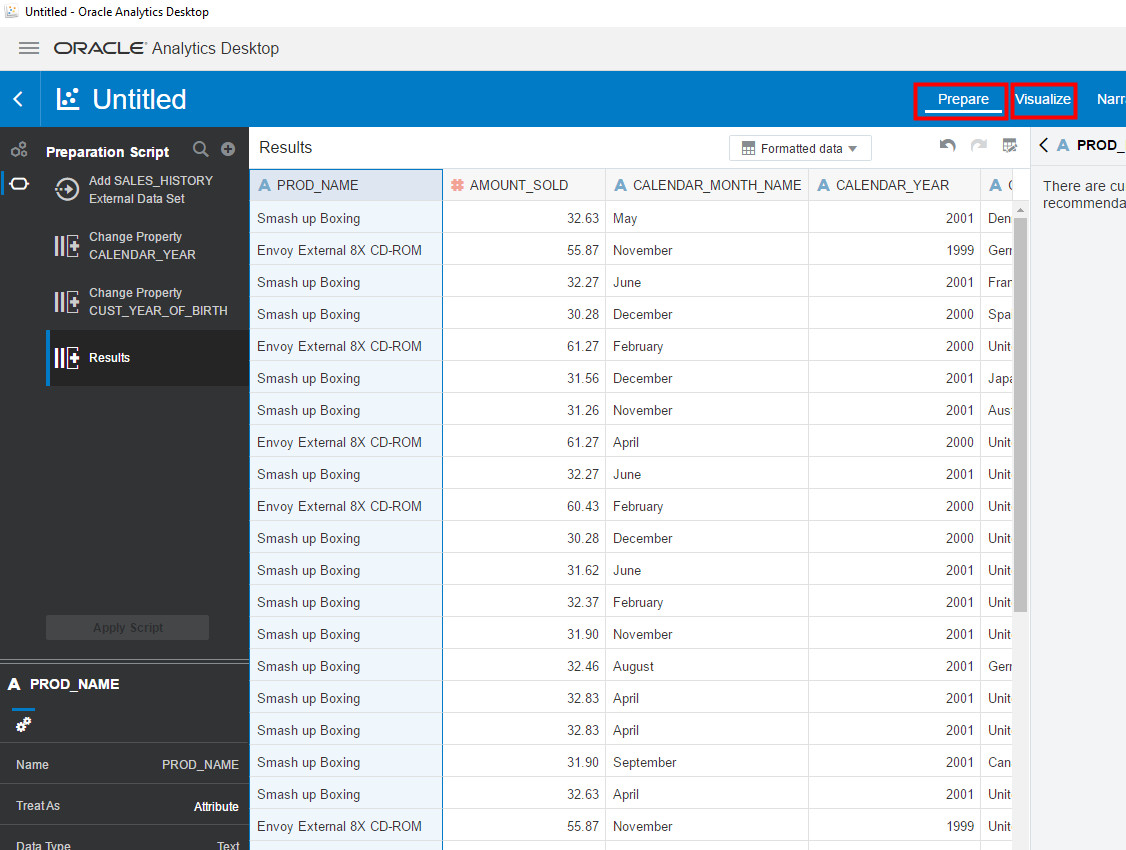 Untitled - Oracle Analytics Desktop
ORACLE Analytics Desktop
Untitled
Prepare Visualize Narra
Preparation Script
Add SALES_HISTORY
External Data Set
Change Property
CALENDAR_YEAR
Change Property
CUST_YEAR_OF_BIRTH
Results
Apply Script
A PROD_NAME
Name PROD_NAME
Treat As Attribute
Data Type Text
Results Formatted data
A PROD_NAME # AMOUNT_SOLD A CALENDAR_MONTH_NAME A CALENDAR_YEAR A C
Smash up Boxing 32.63 May 2001 Den
Envoy External 8X CD-ROM 55.87 November 1999 Gern
Smash up Boxing 32.27 June 2001 Fran
Smash up Boxing 30.28 December 2000 Spa
Envoy External 8X CD-ROM 61.27 February 2000 Unit
Smash up Boxing 31.56 December 2001 Japa
Smash up Boxing 31.26 November 2001 Aus
Envoy External 8X CD-ROM 61.27 April 2000 Unit
Smash up Boxing 32.27 June 2001 Unit
Envoy External 8X CD-ROM 60.43 February 2000 Unit
Smash up Boxing 30.28 December 2000 Unit
Smash up Boxing 31.62 June 2001 Unit
Smash up Boxing 32.37 February 2001 Unit
Smash up Boxing 31.90 November 2001 Unit
Smash up Boxing 32.46 August 2001 Gern
Smash up Boxing 32.83 April 2001 Unit
Smash up Boxing 32.83 April 2001 Unit
Smash up Boxing 31.90 September 2001 Can
Smash up Boxing 32.63 April 2001 Unit
Envoy External 8X CD-ROM 55.87 November 1999 Unit
A PROD_
There are cu
recommenda